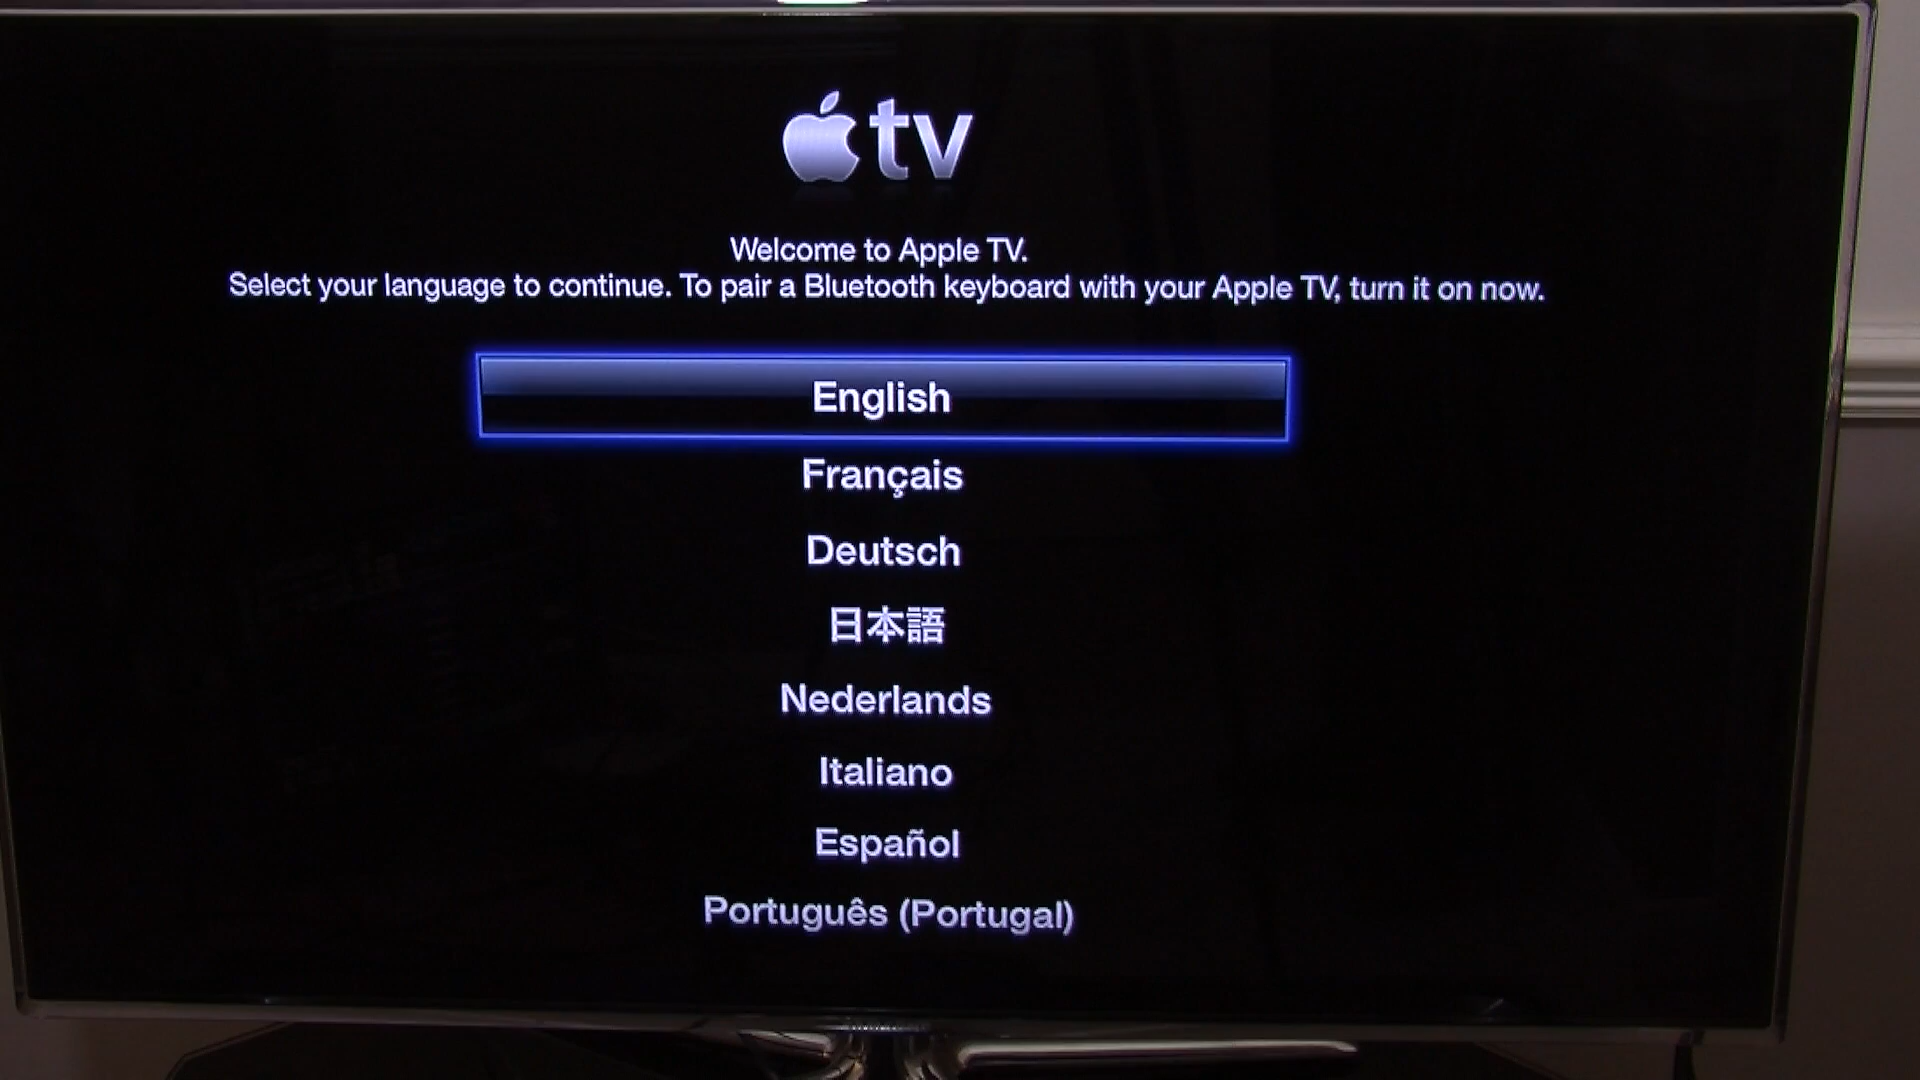 tv
Welcome to Apple TV.
Select your language to continue. To pair a Bluetooth keyboard with your Apple TV, turn it on now.
English
Français
Deutsch
日本語
Nederlands
Italiano
Español
Português (Portugal)